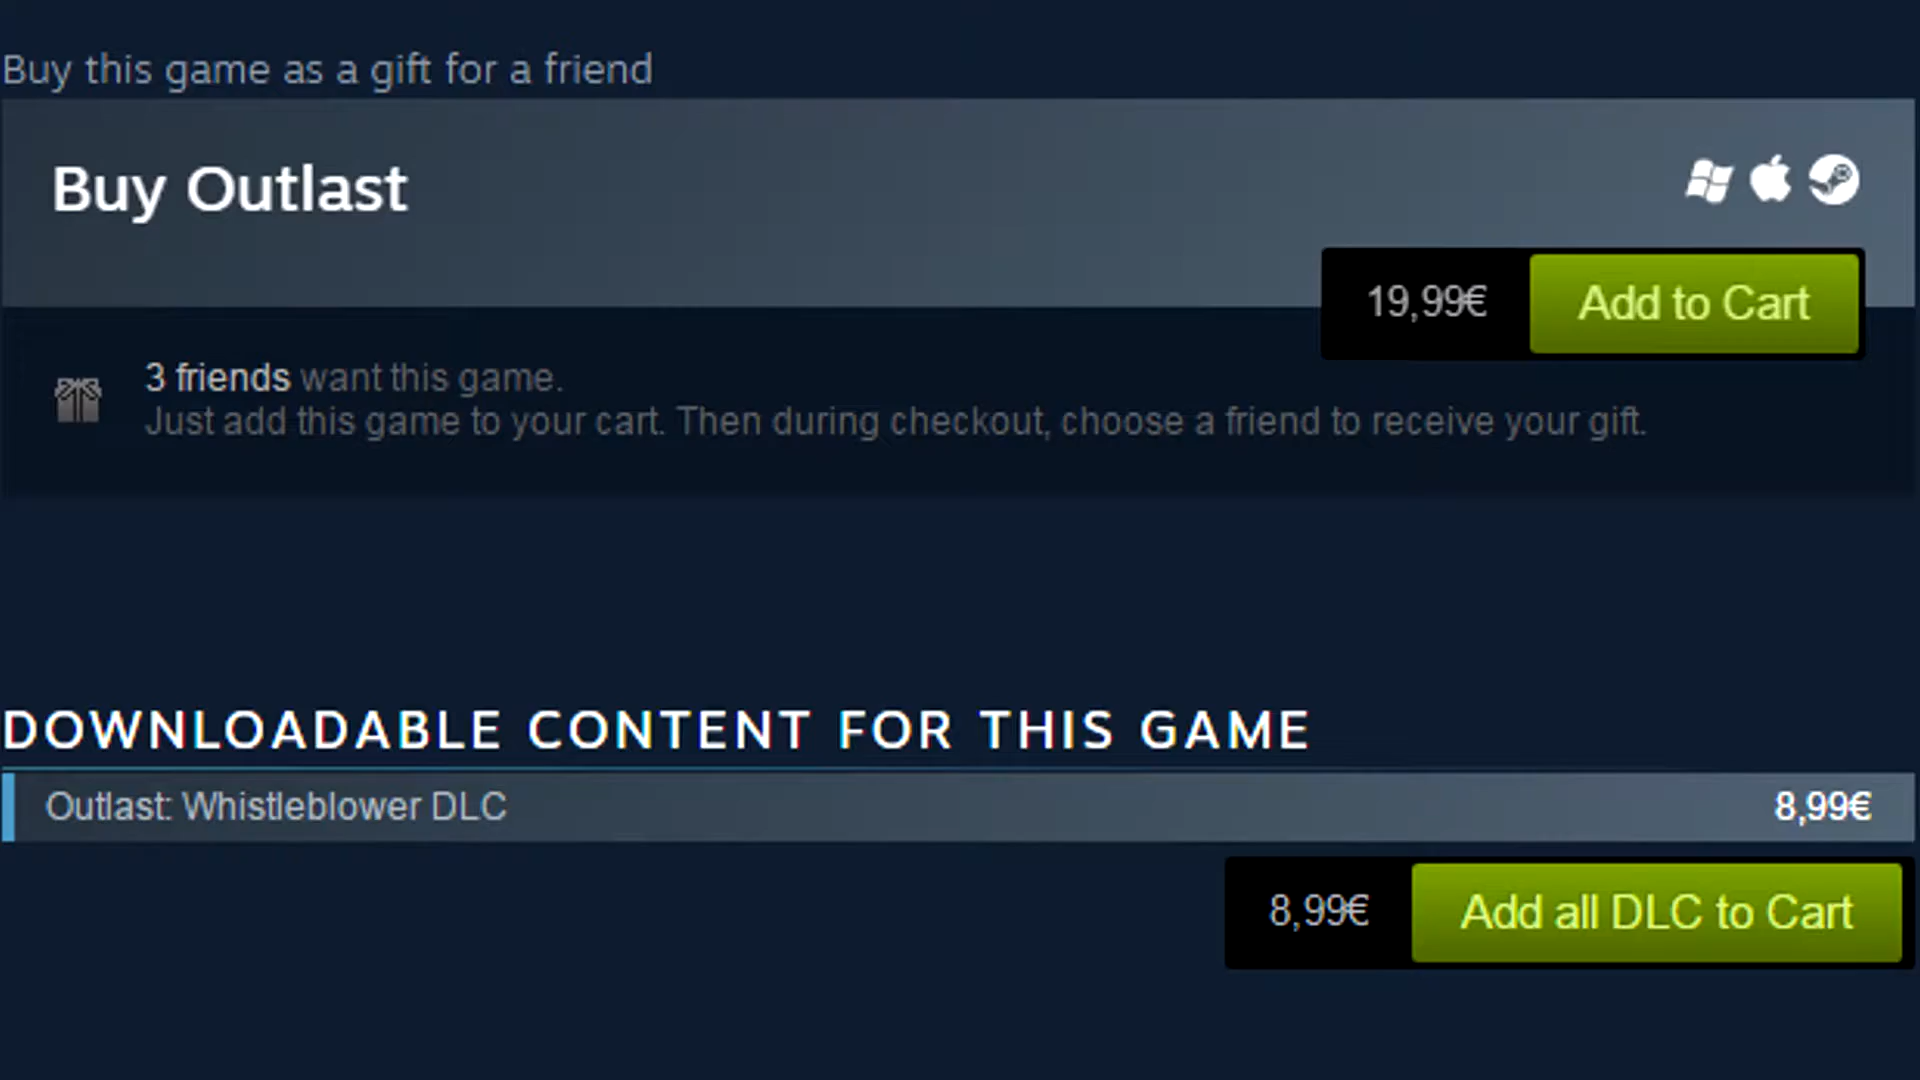 Buy this game as a gift for a friend
Buy Outlast
19,99€ Add to Cart
3 friends want this game.
Just add this game to your cart. Then during checkout, choose a friend to receive your gift.
DOWNLOADABLE CONTENT FOR THIS GAME
Outlast: Whistleblower DLC 8,99€
8,99€ Add all DLC to Cart